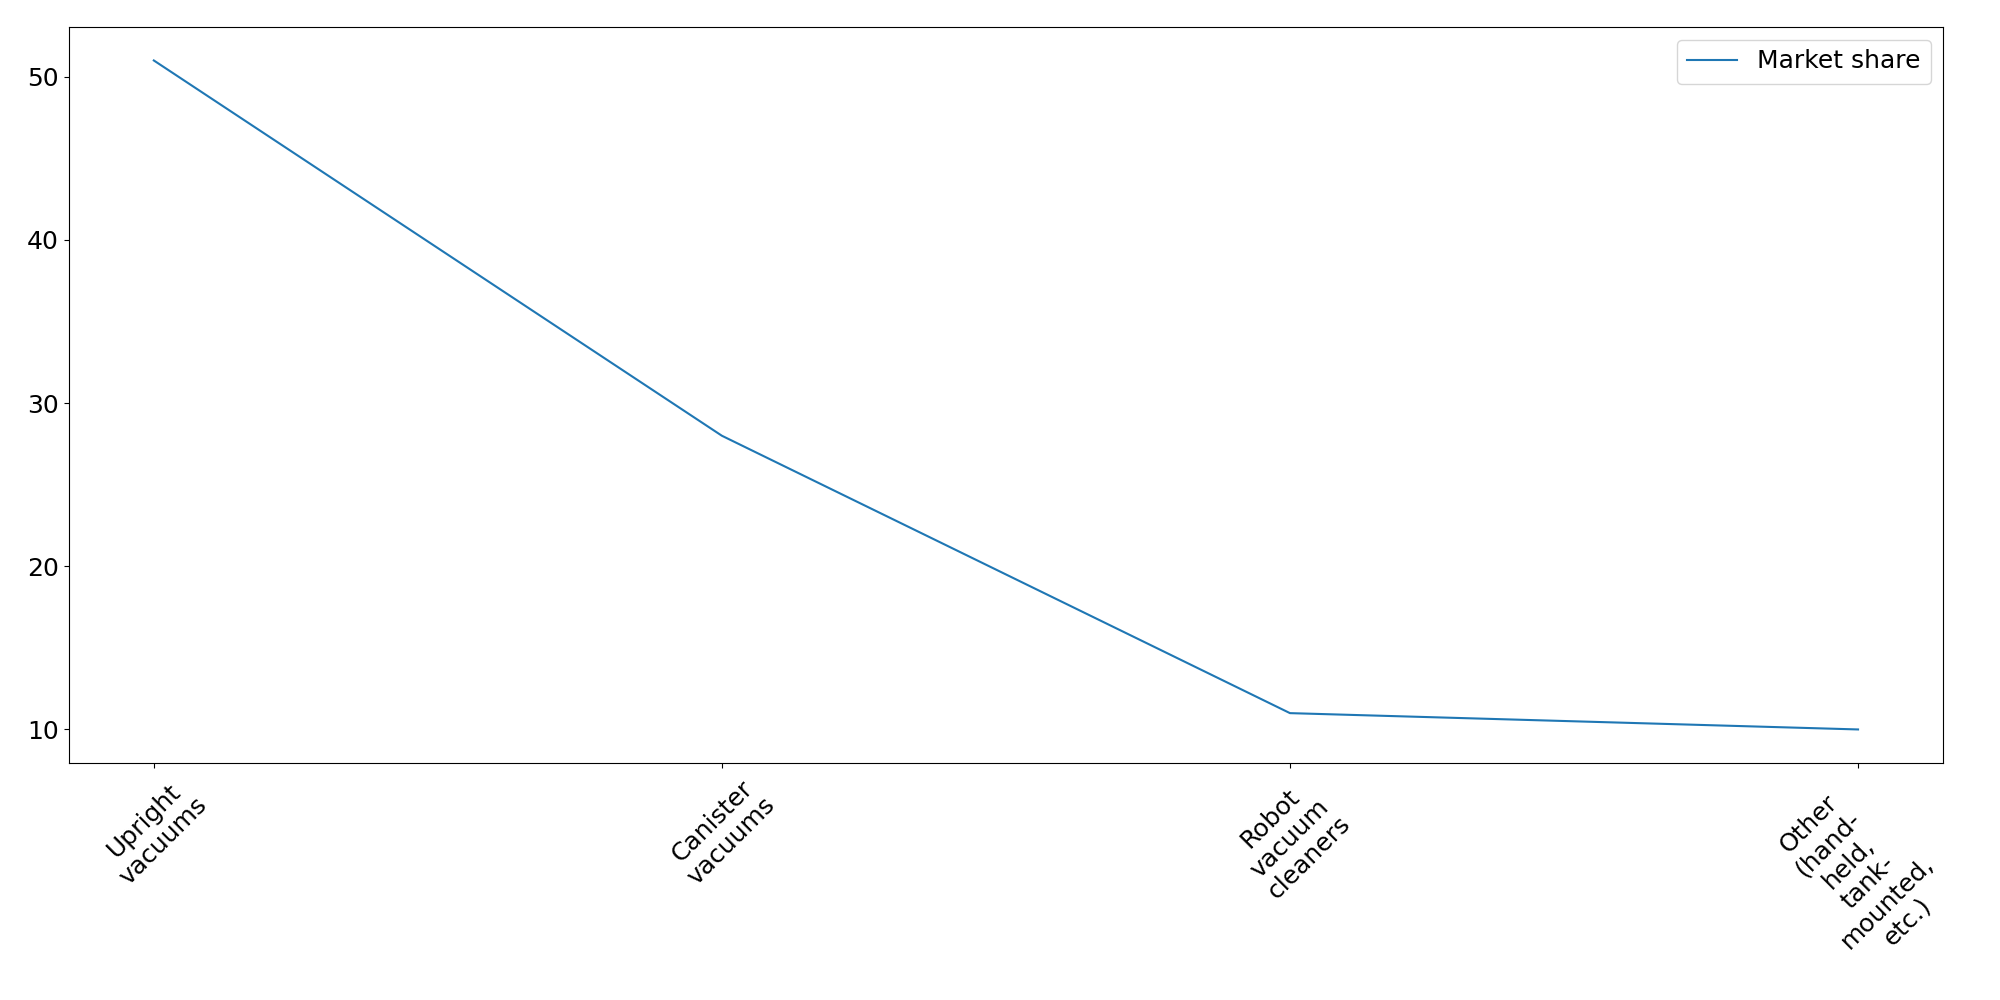 Market share
50
40
30
20
10
Upright
vacuums
Canister
vacuums
Robot
vacuum
cleaners
Other
(hand-
held,
tank-
mounted,
etc.)